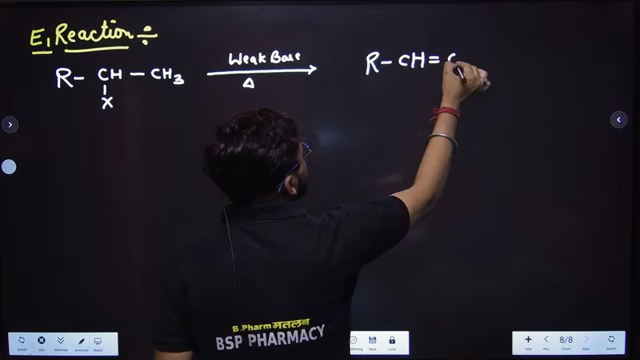 E₁ Reaction ÷
R – CH – CH₃
X
Weak Base
Δ
R – CH = C
B.Pharm मतलब
BSP PHARMACY
8/8